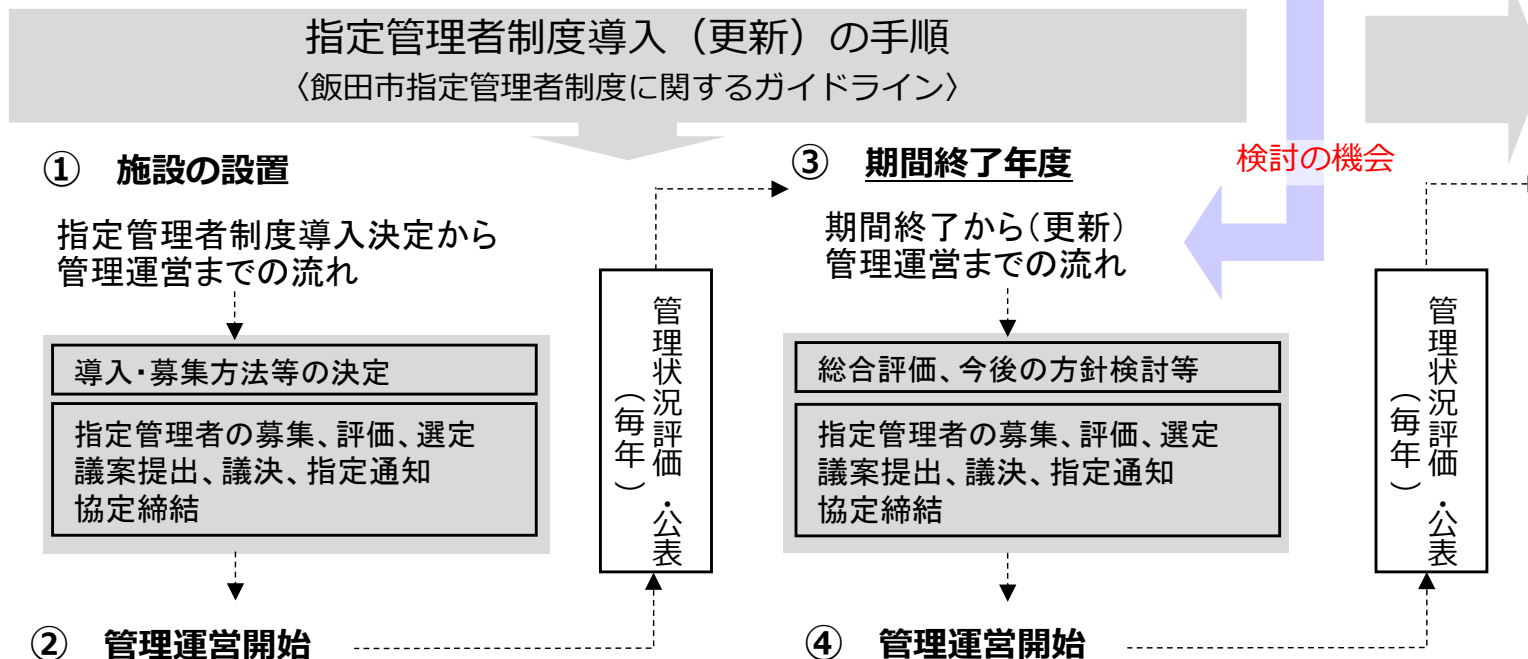 指定管理者制度導入（更新）の手順
〈飯田市指定管理者制度に関するガイドライン〉
① 施設の設置
指定管理者制度導入決定から
管理運営までの流れ
導入・募集方法等の決定
指定管理者の募集、評価、選定
議案提出、議決、指定通知
協定締結
② 管理運営開始
管理状況評価・公表
（毎年）
③ 期間終了年度
検討の機会
期間終了から（更新）
管理運営までの流れ
総合評価、今後の方針検討等
指定管理者の募集、評価、選定
議案提出、議決、指定通知
協定締結
④ 管理運営開始
管理状況評価・公表
（毎年）